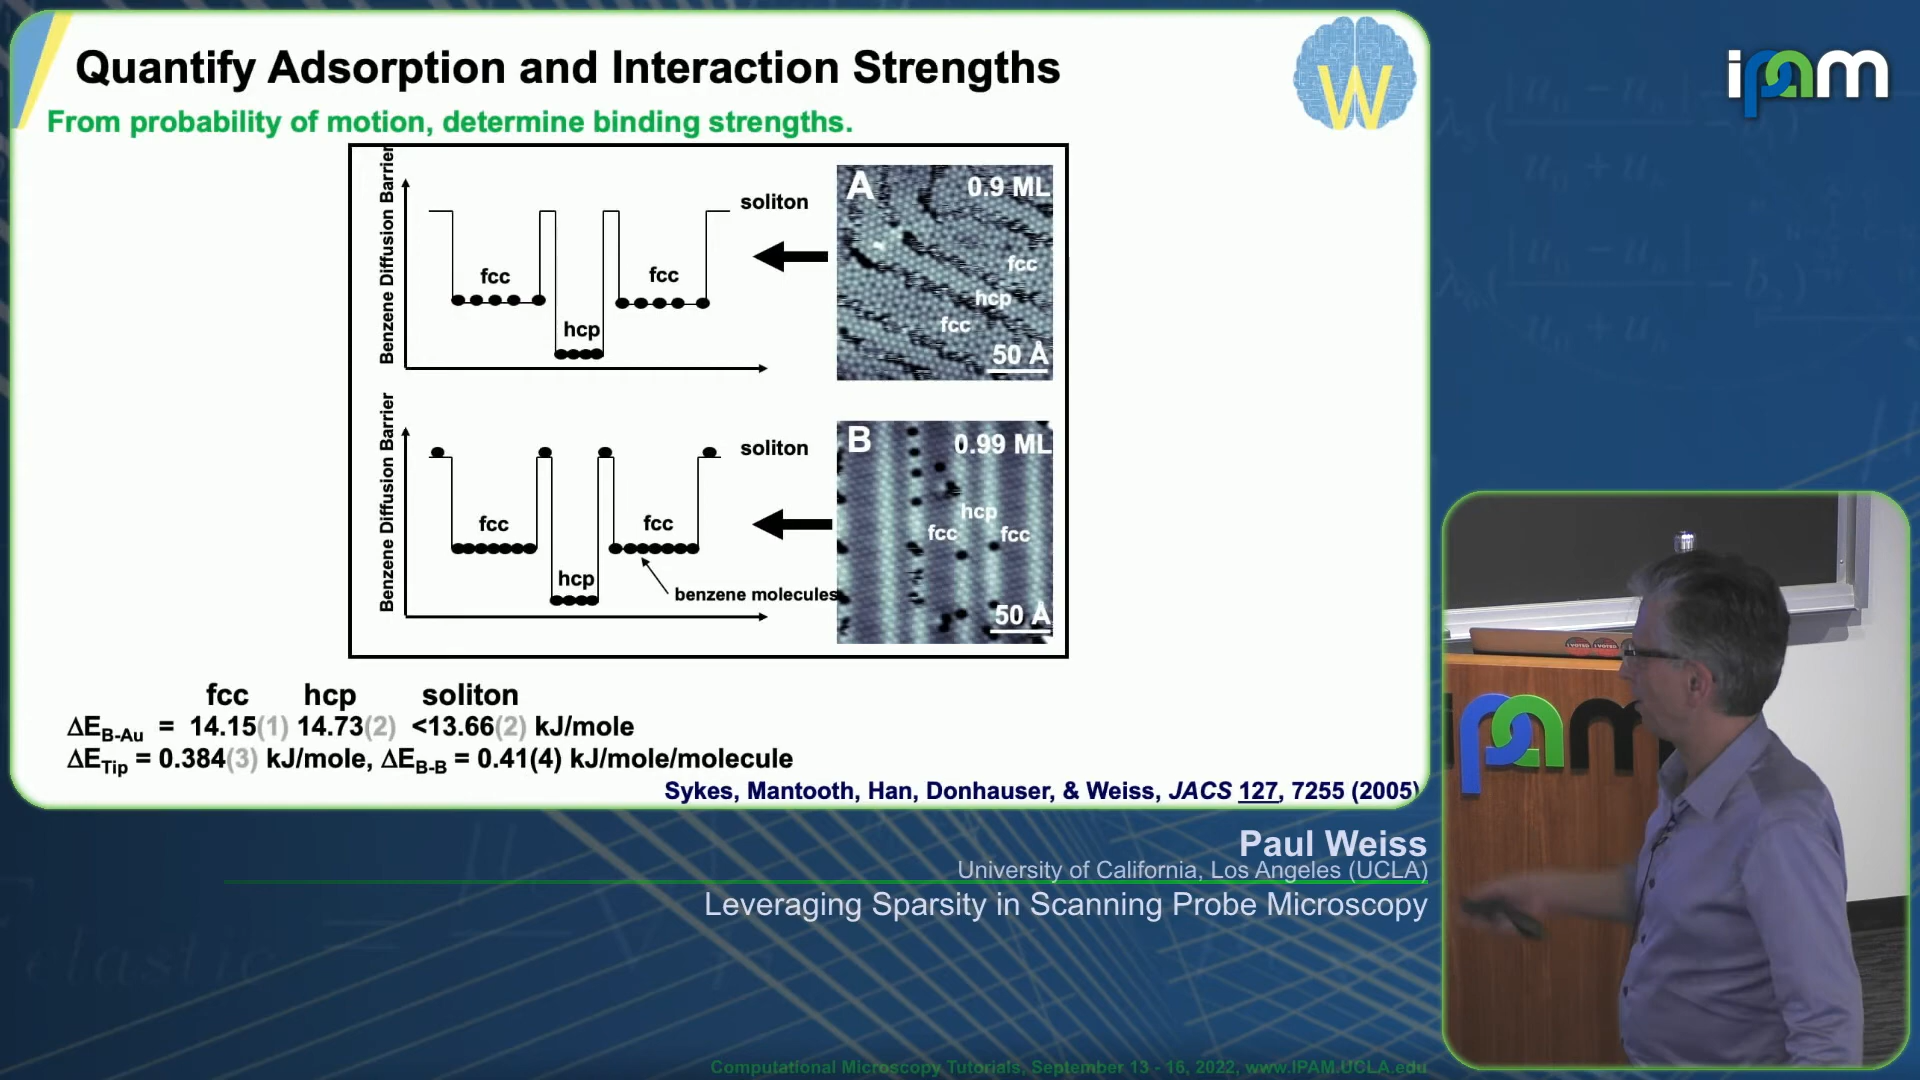 Quantify Adsorption and Interaction Strengths
From probability of motion, determine binding strengths.
W
ipam
Benzene Diffusion Barrier
soliton
fcc
fcc
hcp
A
0.9 ML
fcc
hcp
fcc
50 Å
Benzene Diffusion Barrier
soliton
fcc
fcc
hcp
benzene molecules
B
0.99 ML
hcp
fcc
fcc
50 Å
fcc hcp soliton
ΔE_B-Au = 14.15(1) 14.73(2) <13.66(2) kJ/mole
ΔE_Tip = 0.384(3) kJ/mole, ΔE_B-B = 0.41(4) kJ/mole/molecule
Sykes, Mantooth, Han, Donhauser, & Weiss, JACS 127, 7255 (2005)
ipam
Paul Weiss
University of California, Los Angeles (UCLA)
Leveraging Sparsity in Scanning Probe Microscopy
Computational Microscopy Tutorials, September 13 - 16, 2022, www.IPAM.UCLA.edu